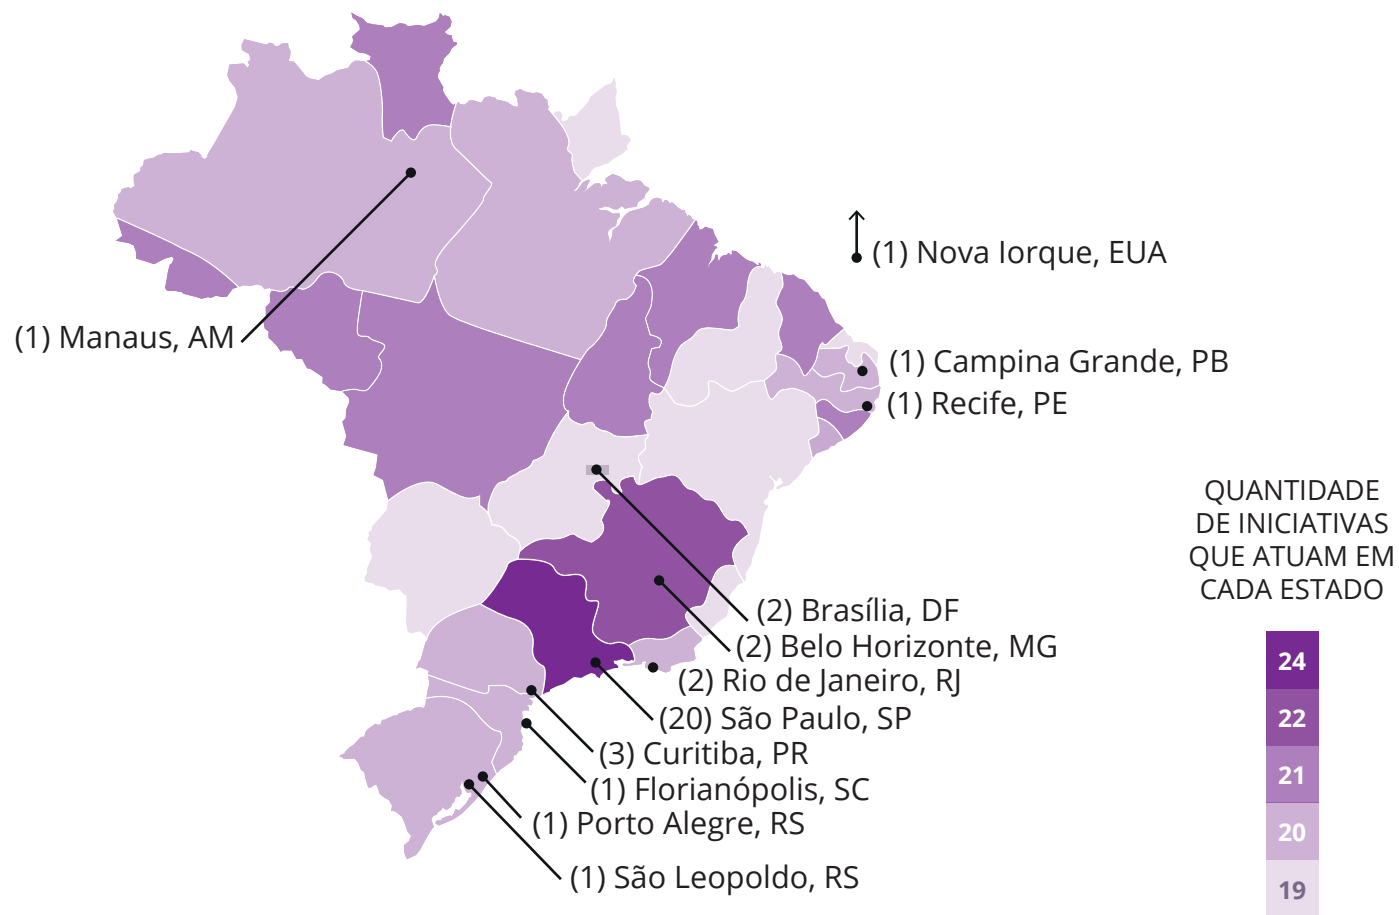 (1) Nova Iorque, EUA
(1) Manaus, AM
(1) Campina Grande, PB
(1) Recife, PE
(2) Brasília, DF
(2) Belo Horizonte, MG
(2) Rio de Janeiro, RJ
(20) São Paulo, SP
(3) Curitiba, PR
(1) Florianópolis, SC
(1) Porto Alegre, RS
(1) São Leopoldo, RS
QUANTIDADE
DE INICIATIVAS
QUE ATUAM EM
CADA ESTADO
24
22
21
20
19